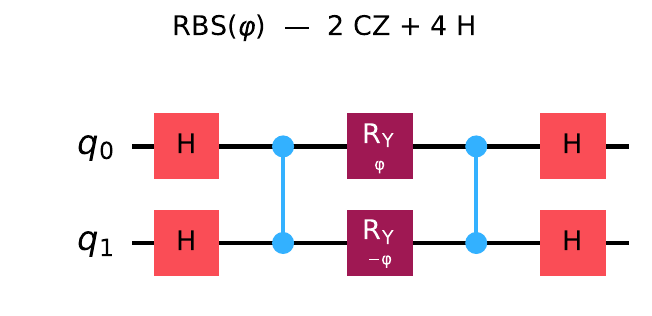 RBS(φ) — 2 CZ + 4 H
q0 H RY φ H
q1 H RY −φ H